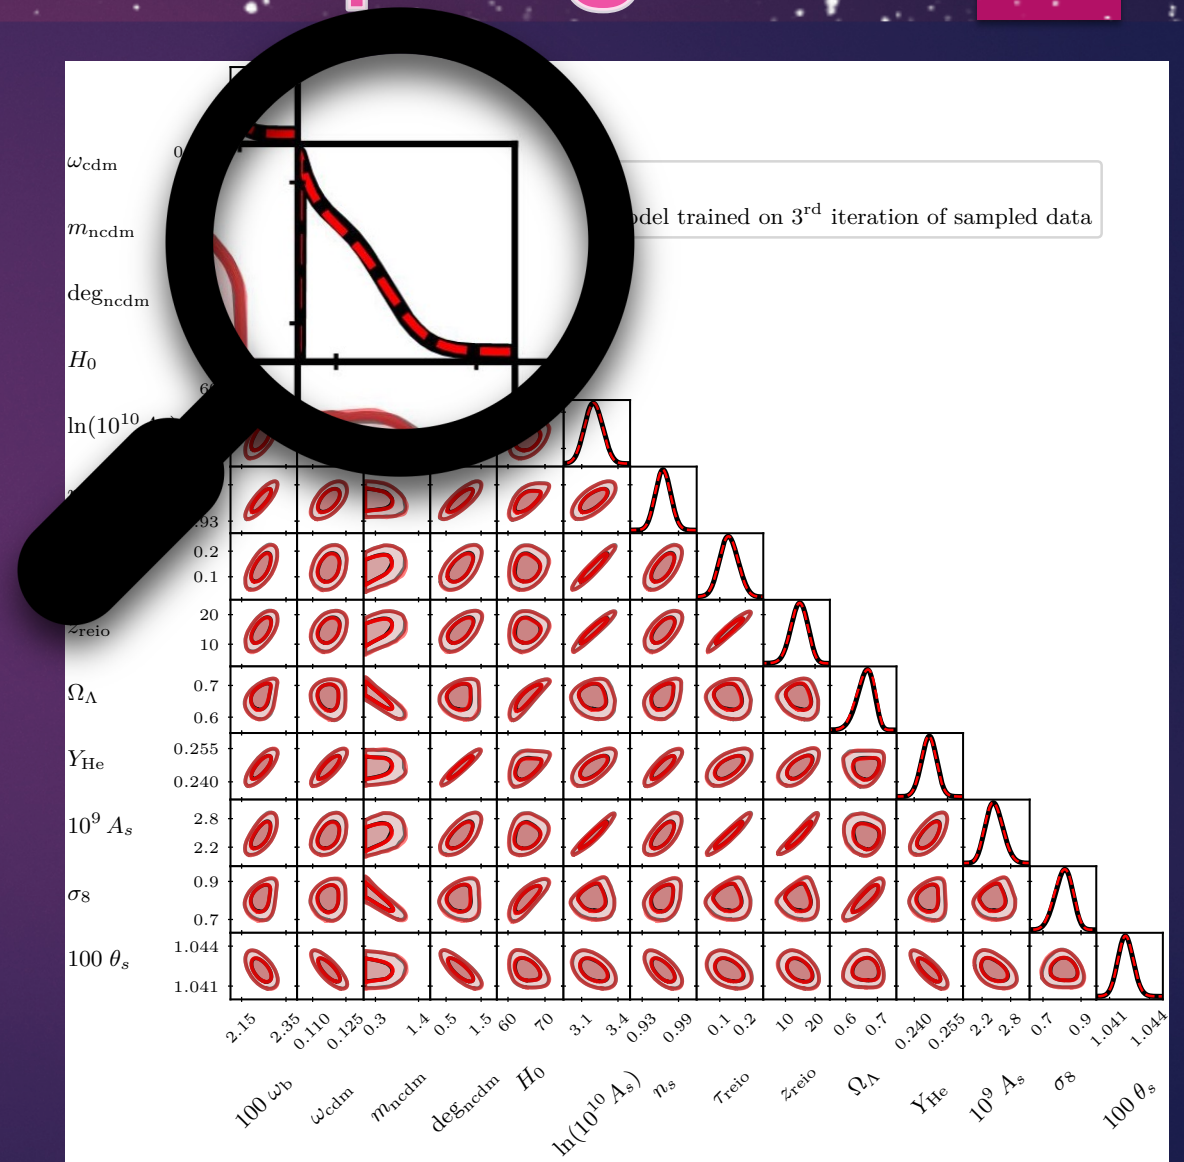 ω_cdm 0
odel trained on 3^rd iteration of sampled data
m_ncdm
deg_ncdm
H_0
6
ln(10^10
.93
0.2
0.1
z_reio
20
10
Ω_Λ
0.7
0.6
Y_He
0.255
0.240
10^9 A_s
2.8
2.2
σ_8
0.9
0.7
100 θ_s
1.044
1.041
2.15 2.35 0.110 0.125 0.3 1.4 0.5 1.5 60 70 3.1 3.4 0.93 0.99 0.1 0.2 10 20 0.6 0.7 0.240 0.255 2.2 2.8 0.7 0.9 1.041 1.044
100 ω_b ω_cdm m_ncdm deg_ncdm H_0 ln(10^10 A_s) n_s τ_reio z_reio Ω_Λ Y_He 10^9 A_s σ_8 100 θ_s